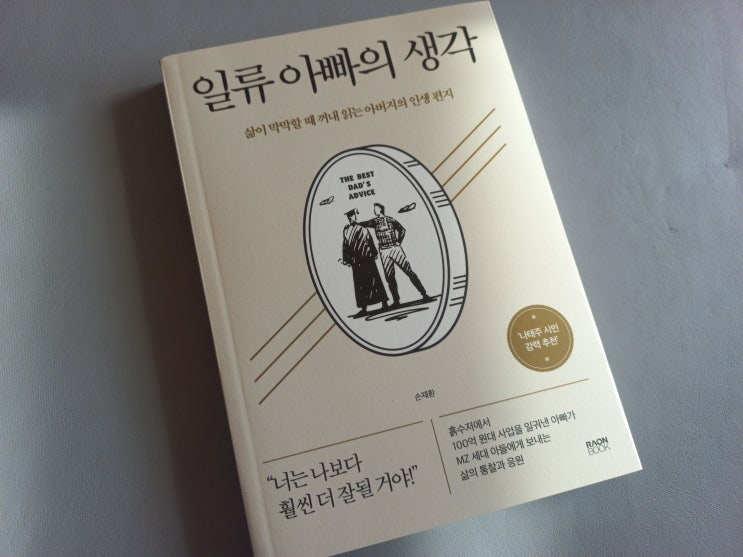 일류 아빠의 생각
삶이 막막할 때 꺼내 읽는 아버지의 인생 편지
THE BEST
DAD'S
ADVICE
'나태주 시인
강력 추천'
손재환
"너는 나보다
훨씬 더 잘될 거야!"
흙수저에서
100억 원대 사업을 일궈낸 아빠가
MZ 세대 아들에게 보내는
삶의 통찰과 응원
RAON
BOOK